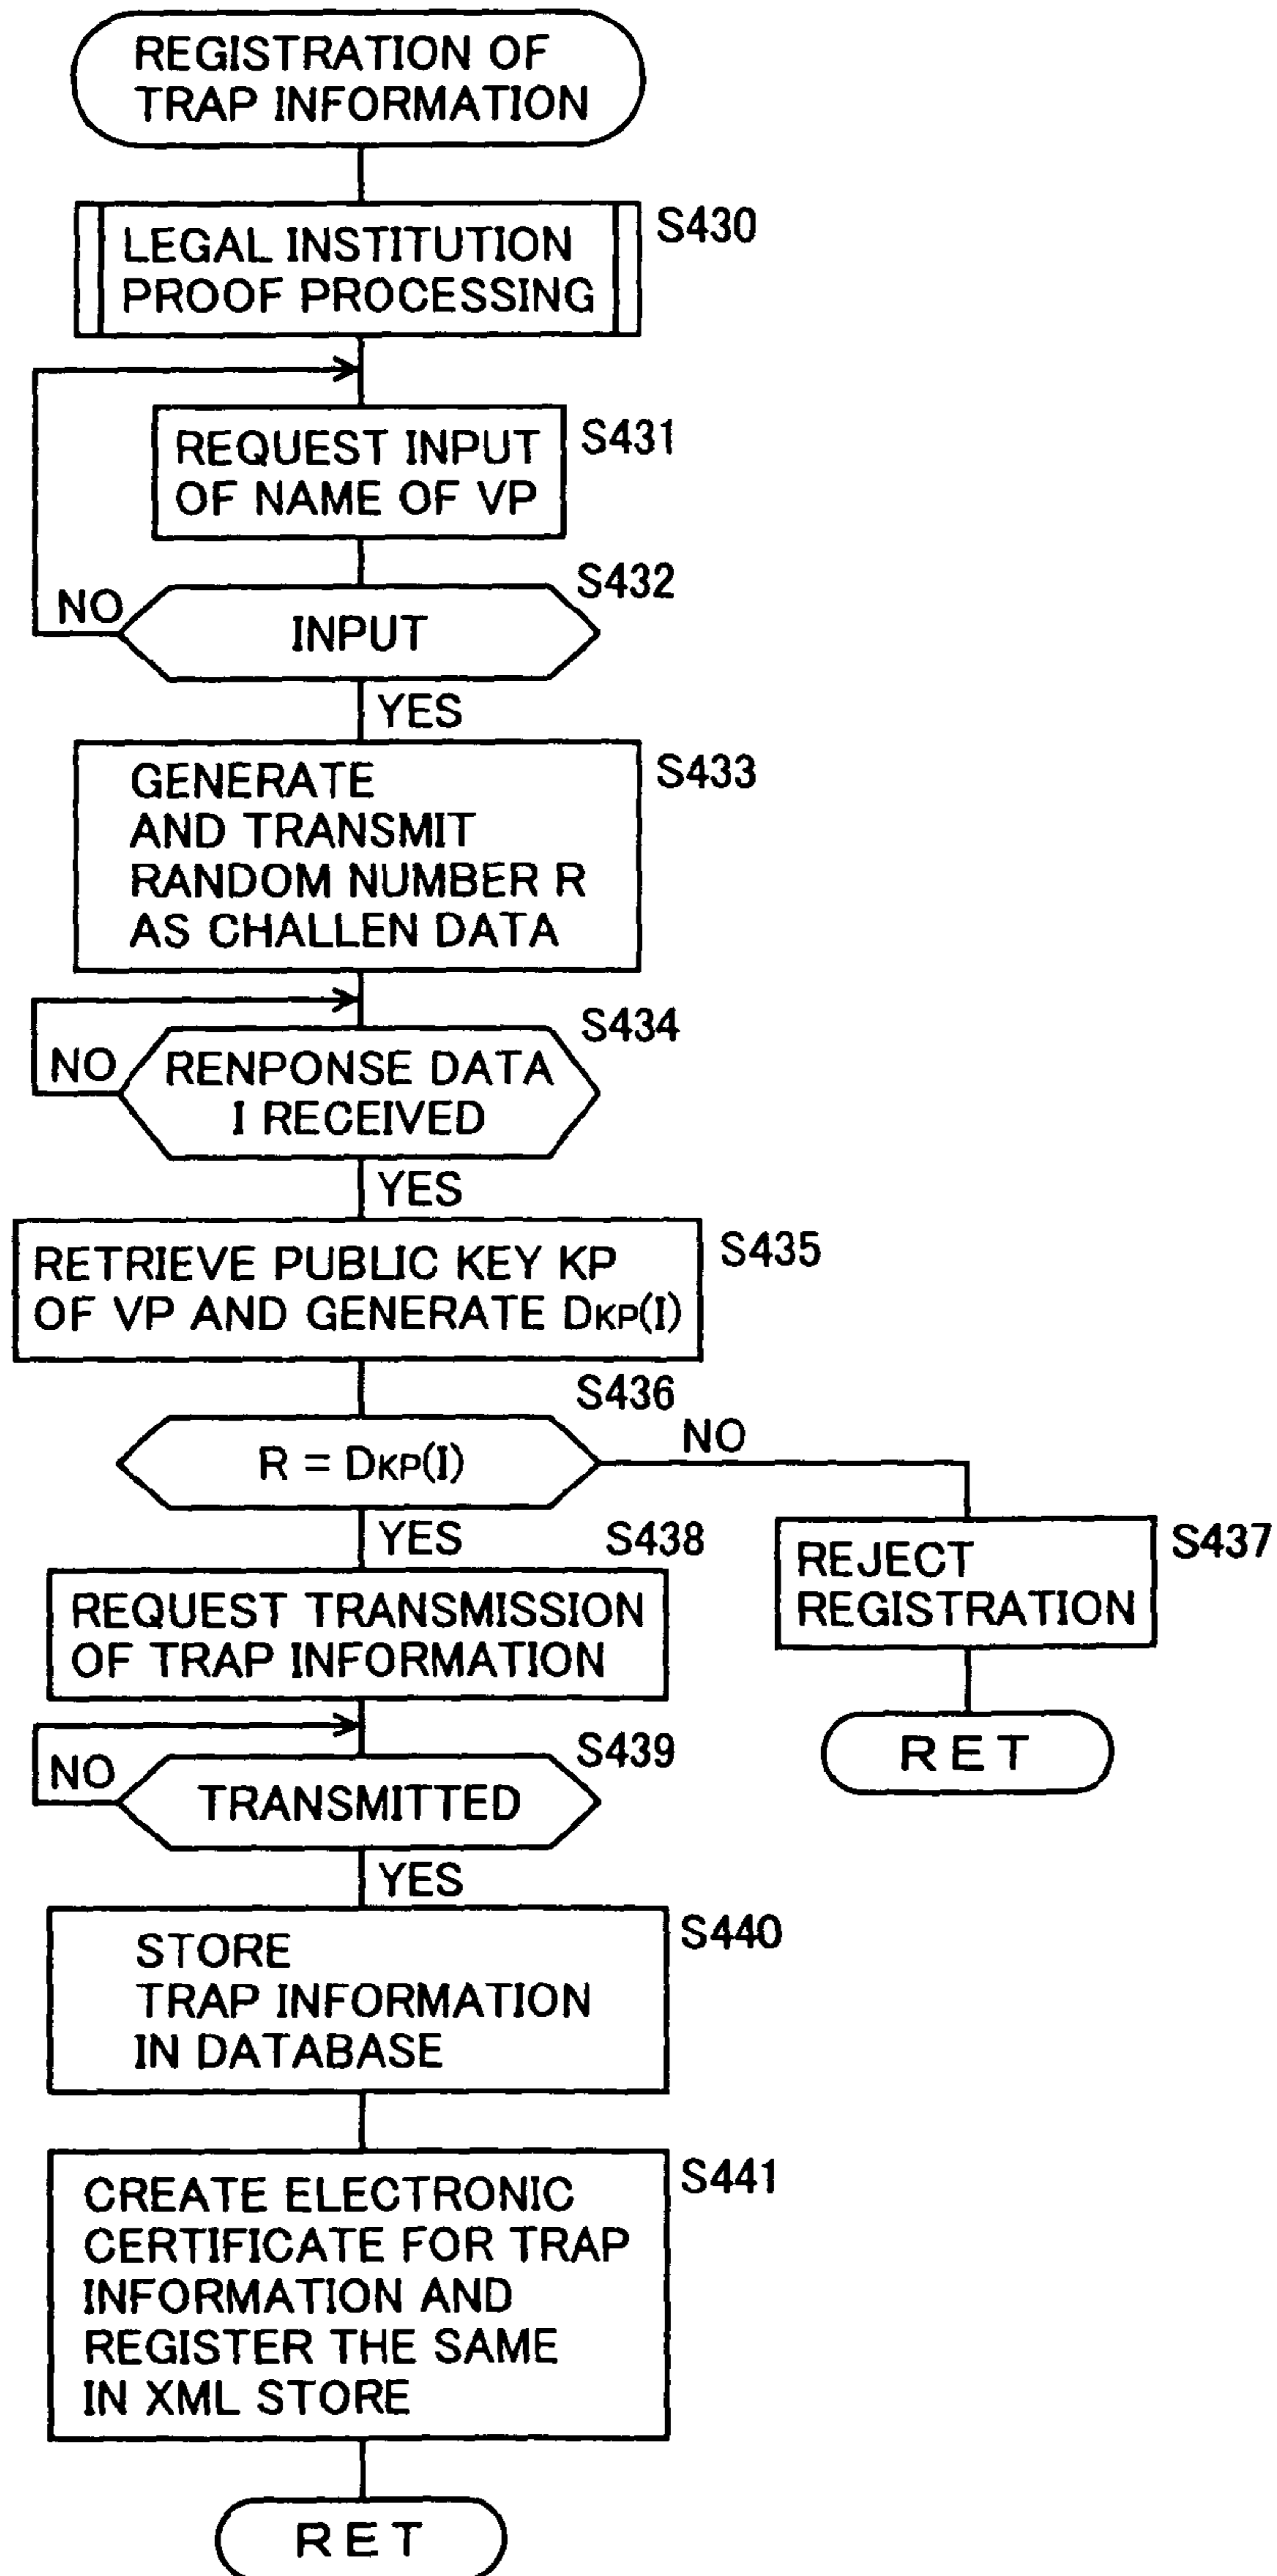 REGISTRATION OF
TRAP INFORMATION
LEGAL INSTITUTION
PROOF PROCESSING
S430
REQUEST INPUT
OF NAME OF VP
S431
S432
NO
INPUT
YES
GENERATE
AND TRANSMIT
RANDOM NUMBER R
AS CHALLEN DATA
S433
S434
NO
RENPONSE DATA
I RECEIVED
YES
RETRIEVE PUBLIC KEY KP
OF VP AND GENERATE DKP(I)
S435
S436
R = DKP(I)
NO
YES
S438
REQUEST TRANSMISSION
OF TRAP INFORMATION
REJECT
REGISTRATION
S437
RET
S439
NO
TRANSMITTED
YES
STORE
TRAP INFORMATION
IN DATABASE
S440
CREATE ELECTRONIC
CERTIFICATE FOR TRAP
INFORMATION AND
REGISTER THE SAME
IN XML STORE
S441
RET